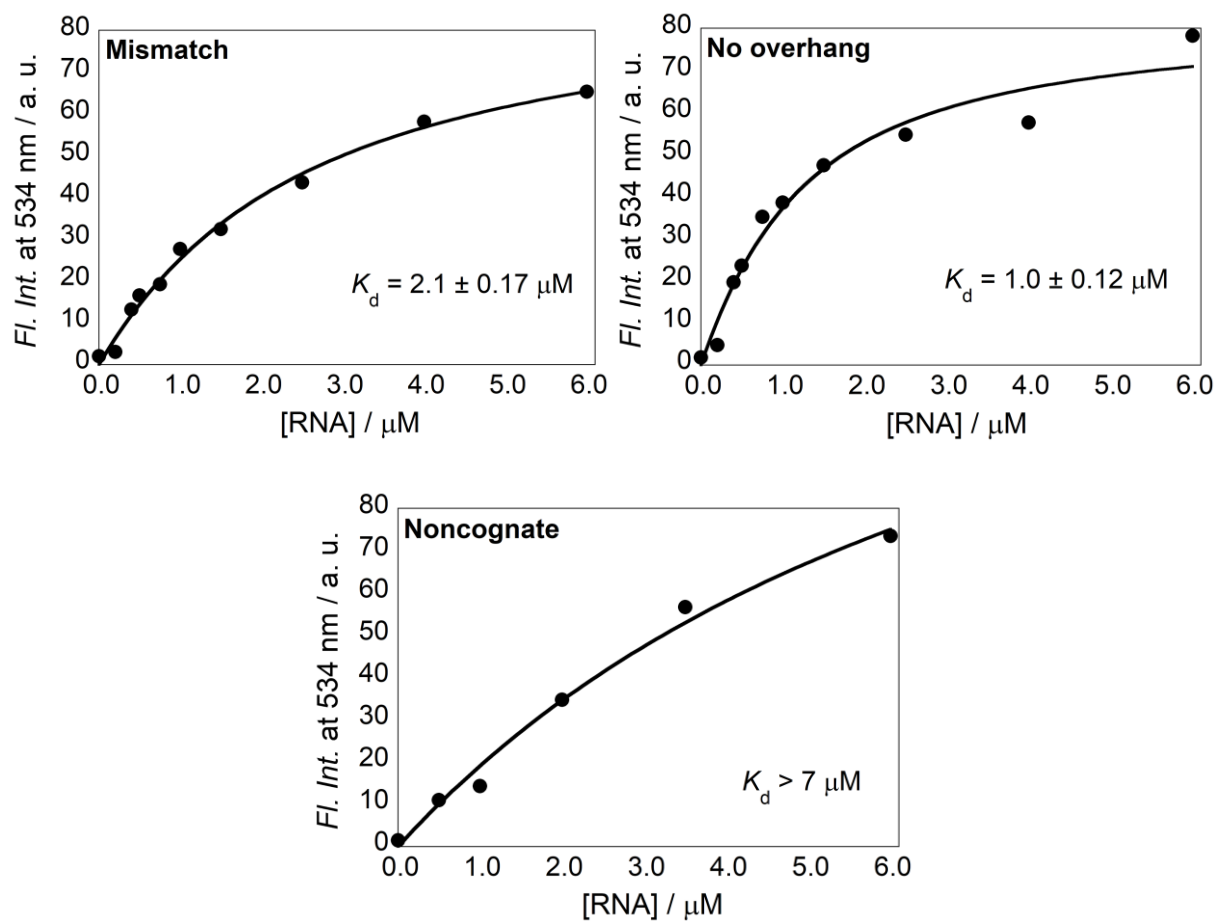 Mismatch
Fl. Int. at 534 nm / a. u.
80
70
60
50
40
30
20
10
0
K_d = 2.1 ± 0.17 μM
0.0 1.0 2.0 3.0 4.0 5.0 6.0
[RNA] / μM
No overhang
Fl. Int. at 534 nm / a. u.
80
70
60
50
40
30
20
10
0
K_d = 1.0 ± 0.12 μM
0.0 1.0 2.0 3.0 4.0 5.0 6.0
[RNA] / μM
Noncognate
Fl. Int. at 534 nm / a. u.
80
70
60
50
40
30
20
10
0
K_d > 7 μM
0.0 1.0 2.0 3.0 4.0 5.0 6.0
[RNA] / μM